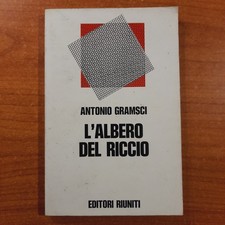 ANTONIO GRAMSCI
L'ALBERO
DEL RICCIO
EDITORI RIUNITI